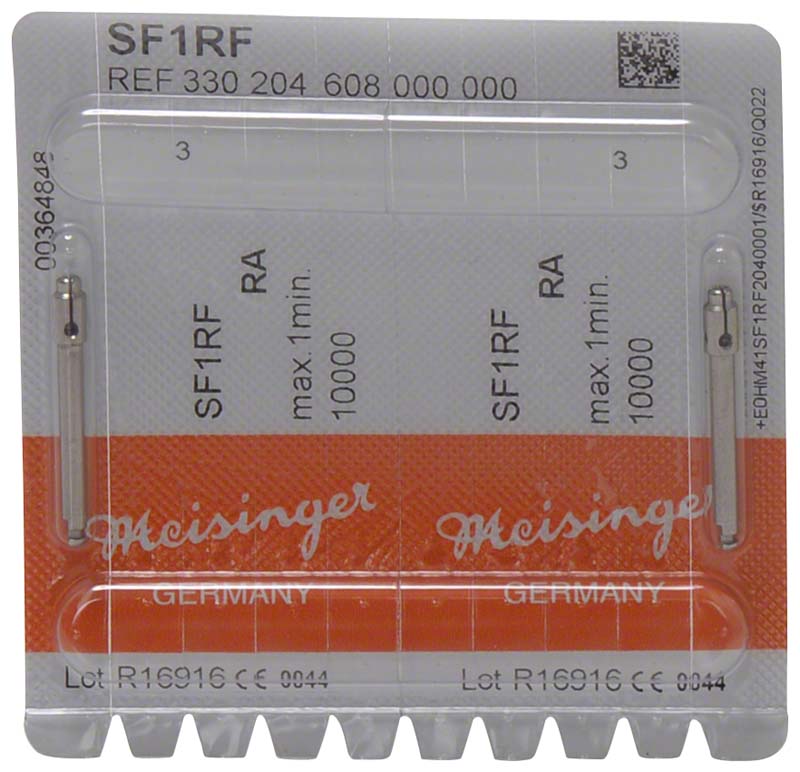 SF1RF
REF 330 204 608 000 000
3
3
00364848
+E0HM41SF1RF2040001/$R16916/Q022
SF1RF
RA
max. 1min.
10000
SF1RF
RA
max. 1min.
10000
Meisinger
Meisinger
GERMANY
GERMANY
Lot R16916 CE 0044
Lot R16916 CE 0044